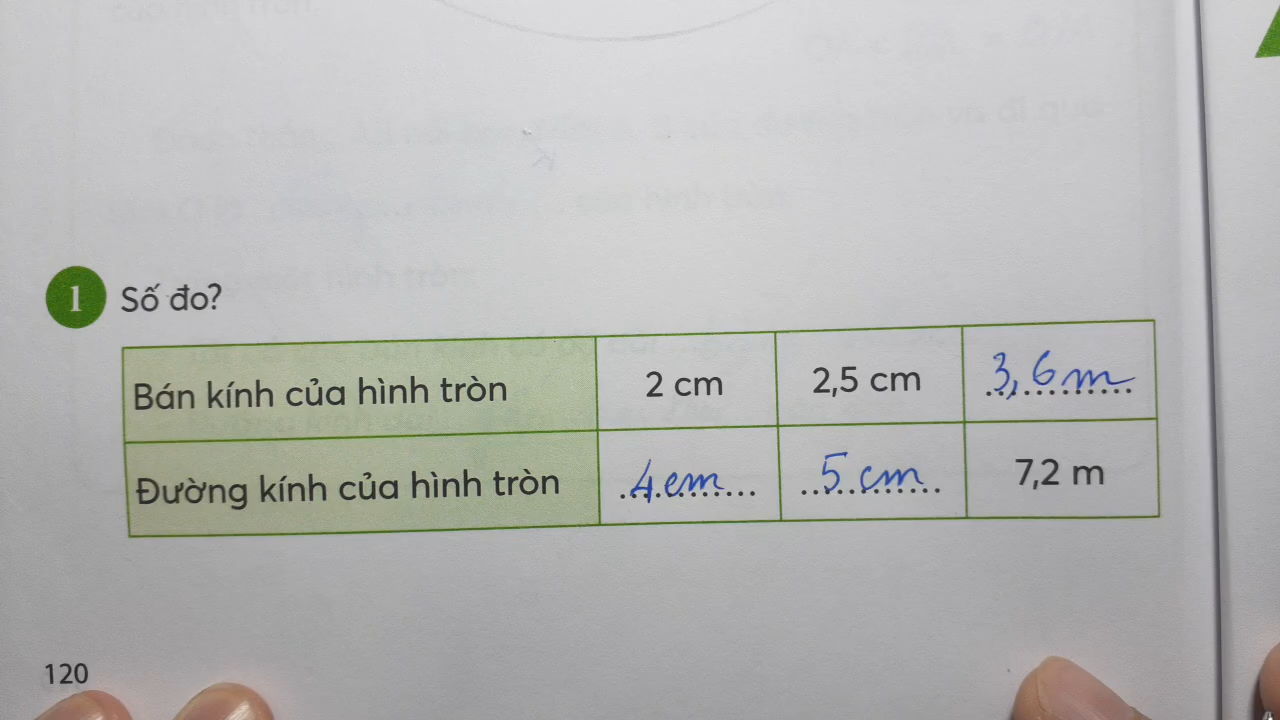 1 Số đo?
Bán kính của hình tròn 2 cm 2,5 cm 3,6 m
Đường kính của hình tròn 4 cm 5 cm 7,2 m
120